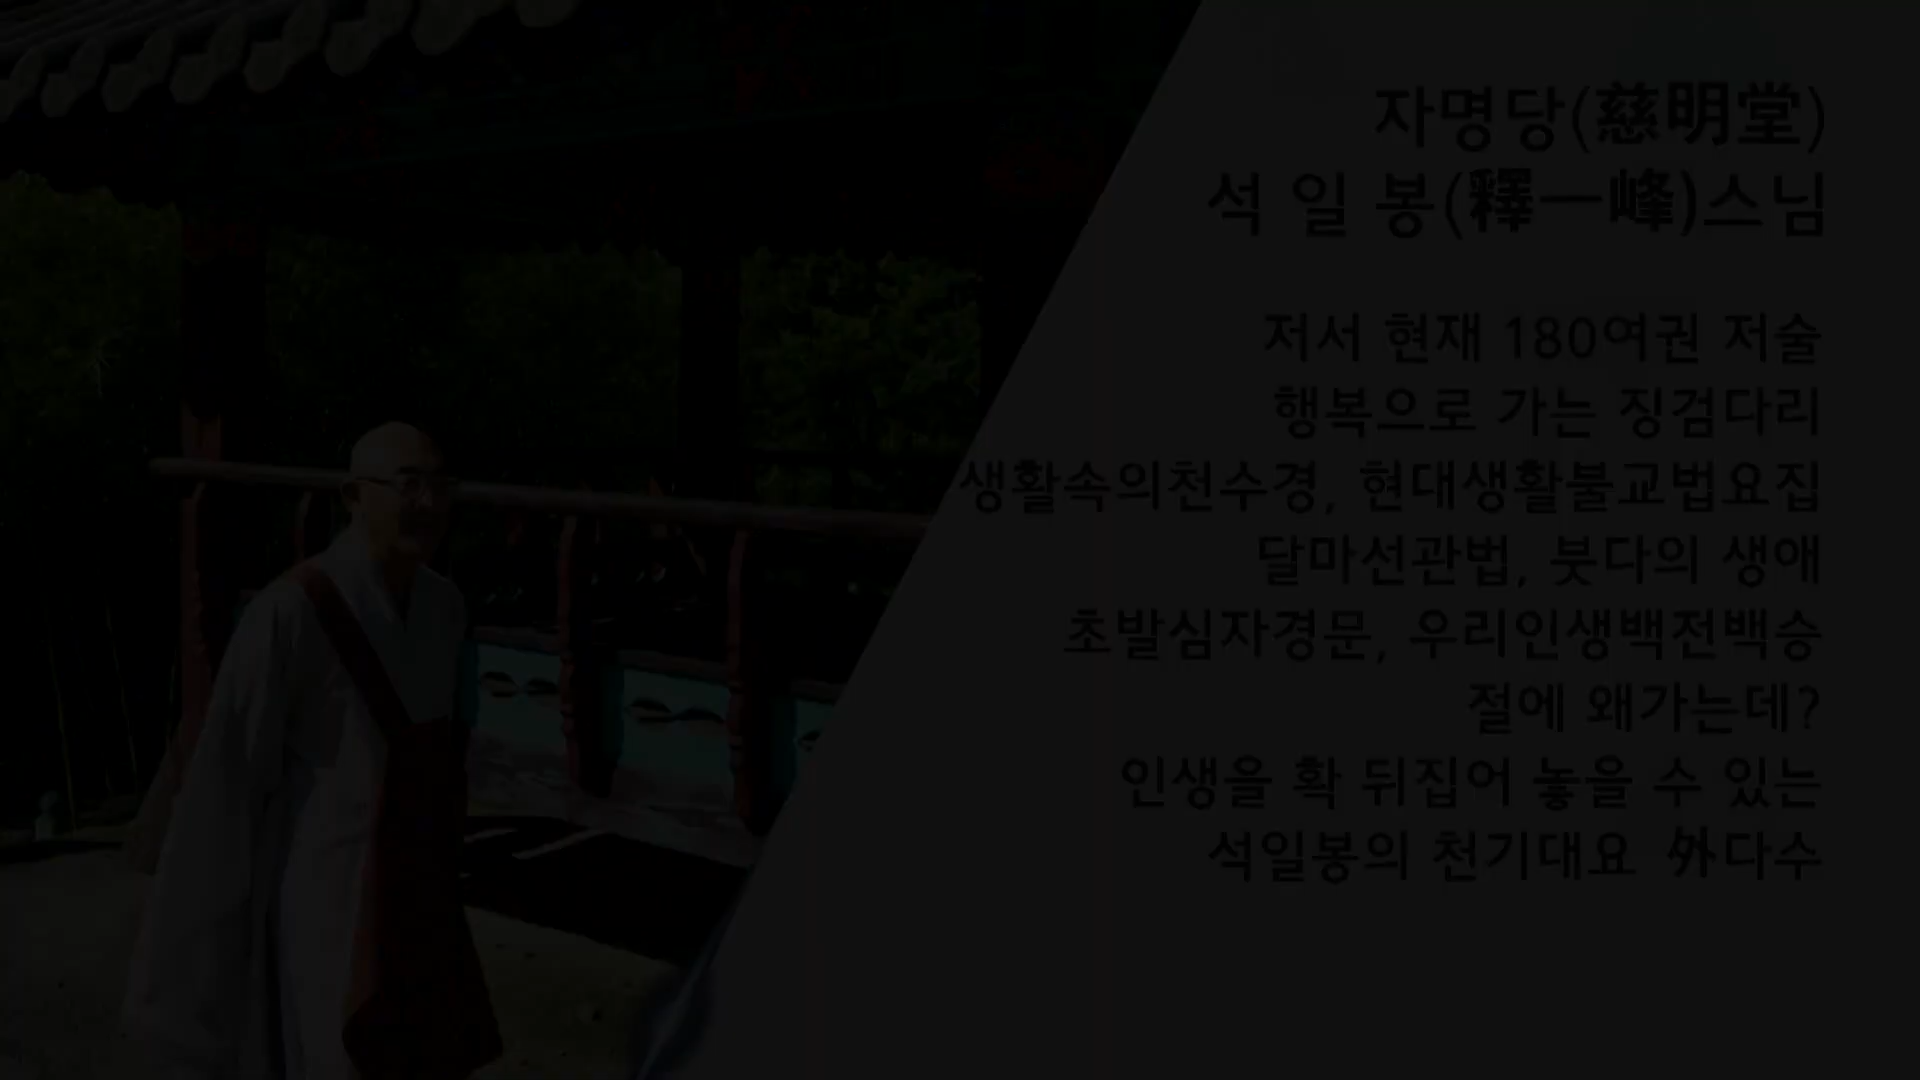 자명당(慈明堂)
석 일 봉(釋一峰)스님
저서 현재 180여권 저술
행복으로 가는 징검다리
생활속의천수경, 현대생활불교법요집
달마선관법, 붓다의 생애
초발심자경문, 우리인생백전백승
절에 왜가는데?
인생을 확 뒤집어 놓을 수 있는
석일봉의 천기대요 外다수